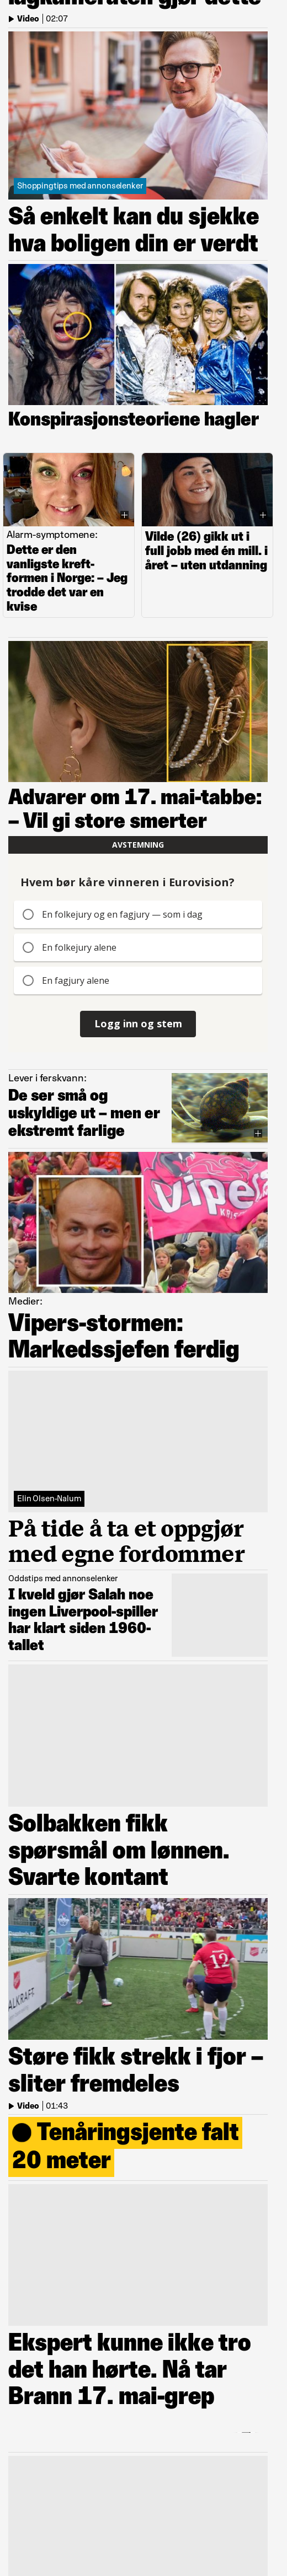 Video | 02:07
Shoppingtips med annonselenker
Så enkelt kan du sjekke
hva boligen din er verdt
Konspirasjonsteoriene hagler
Alarm-symptomene:
Dette er den
vanligste kreft-
formen i Norge: – Jeg
trodde det var en
kvise
Vilde (26) gikk ut i
full jobb med én mill. i
året – uten utdanning
Advarer om 17. mai-tabbe:
– Vil gi store smerter
AVSTEMNING
Hvem bør kåre vinneren i Eurovision?
En folkejury og en fagjury — som i dag
En folkejury alene
En fagjury alene
Logg inn og stem
Lever i ferskvann:
De ser små og
uskyldige ut – men er
ekstremt farlige
Vipers
Medier:
Vipers-stormen:
Markedssjefen ferdig
Elin Olsen-Nalum
På tide å ta et oppgjør
med egne fordommer
Oddstips med annonselenker
I kveld gjør Salah noe
ingen Liverpool-spiller
har klart siden 1960-
tallet
Solbakken fikk
spørsmål om lønnen.
Svarte kontant
12
Støre fikk strekk i fjor –
sliter fremdeles
Video | 01:43
Tenåringsjente falt
20 meter
Ekspert kunne ikke tro
det han hørte. Nå tar
Brann 17. mai-grep